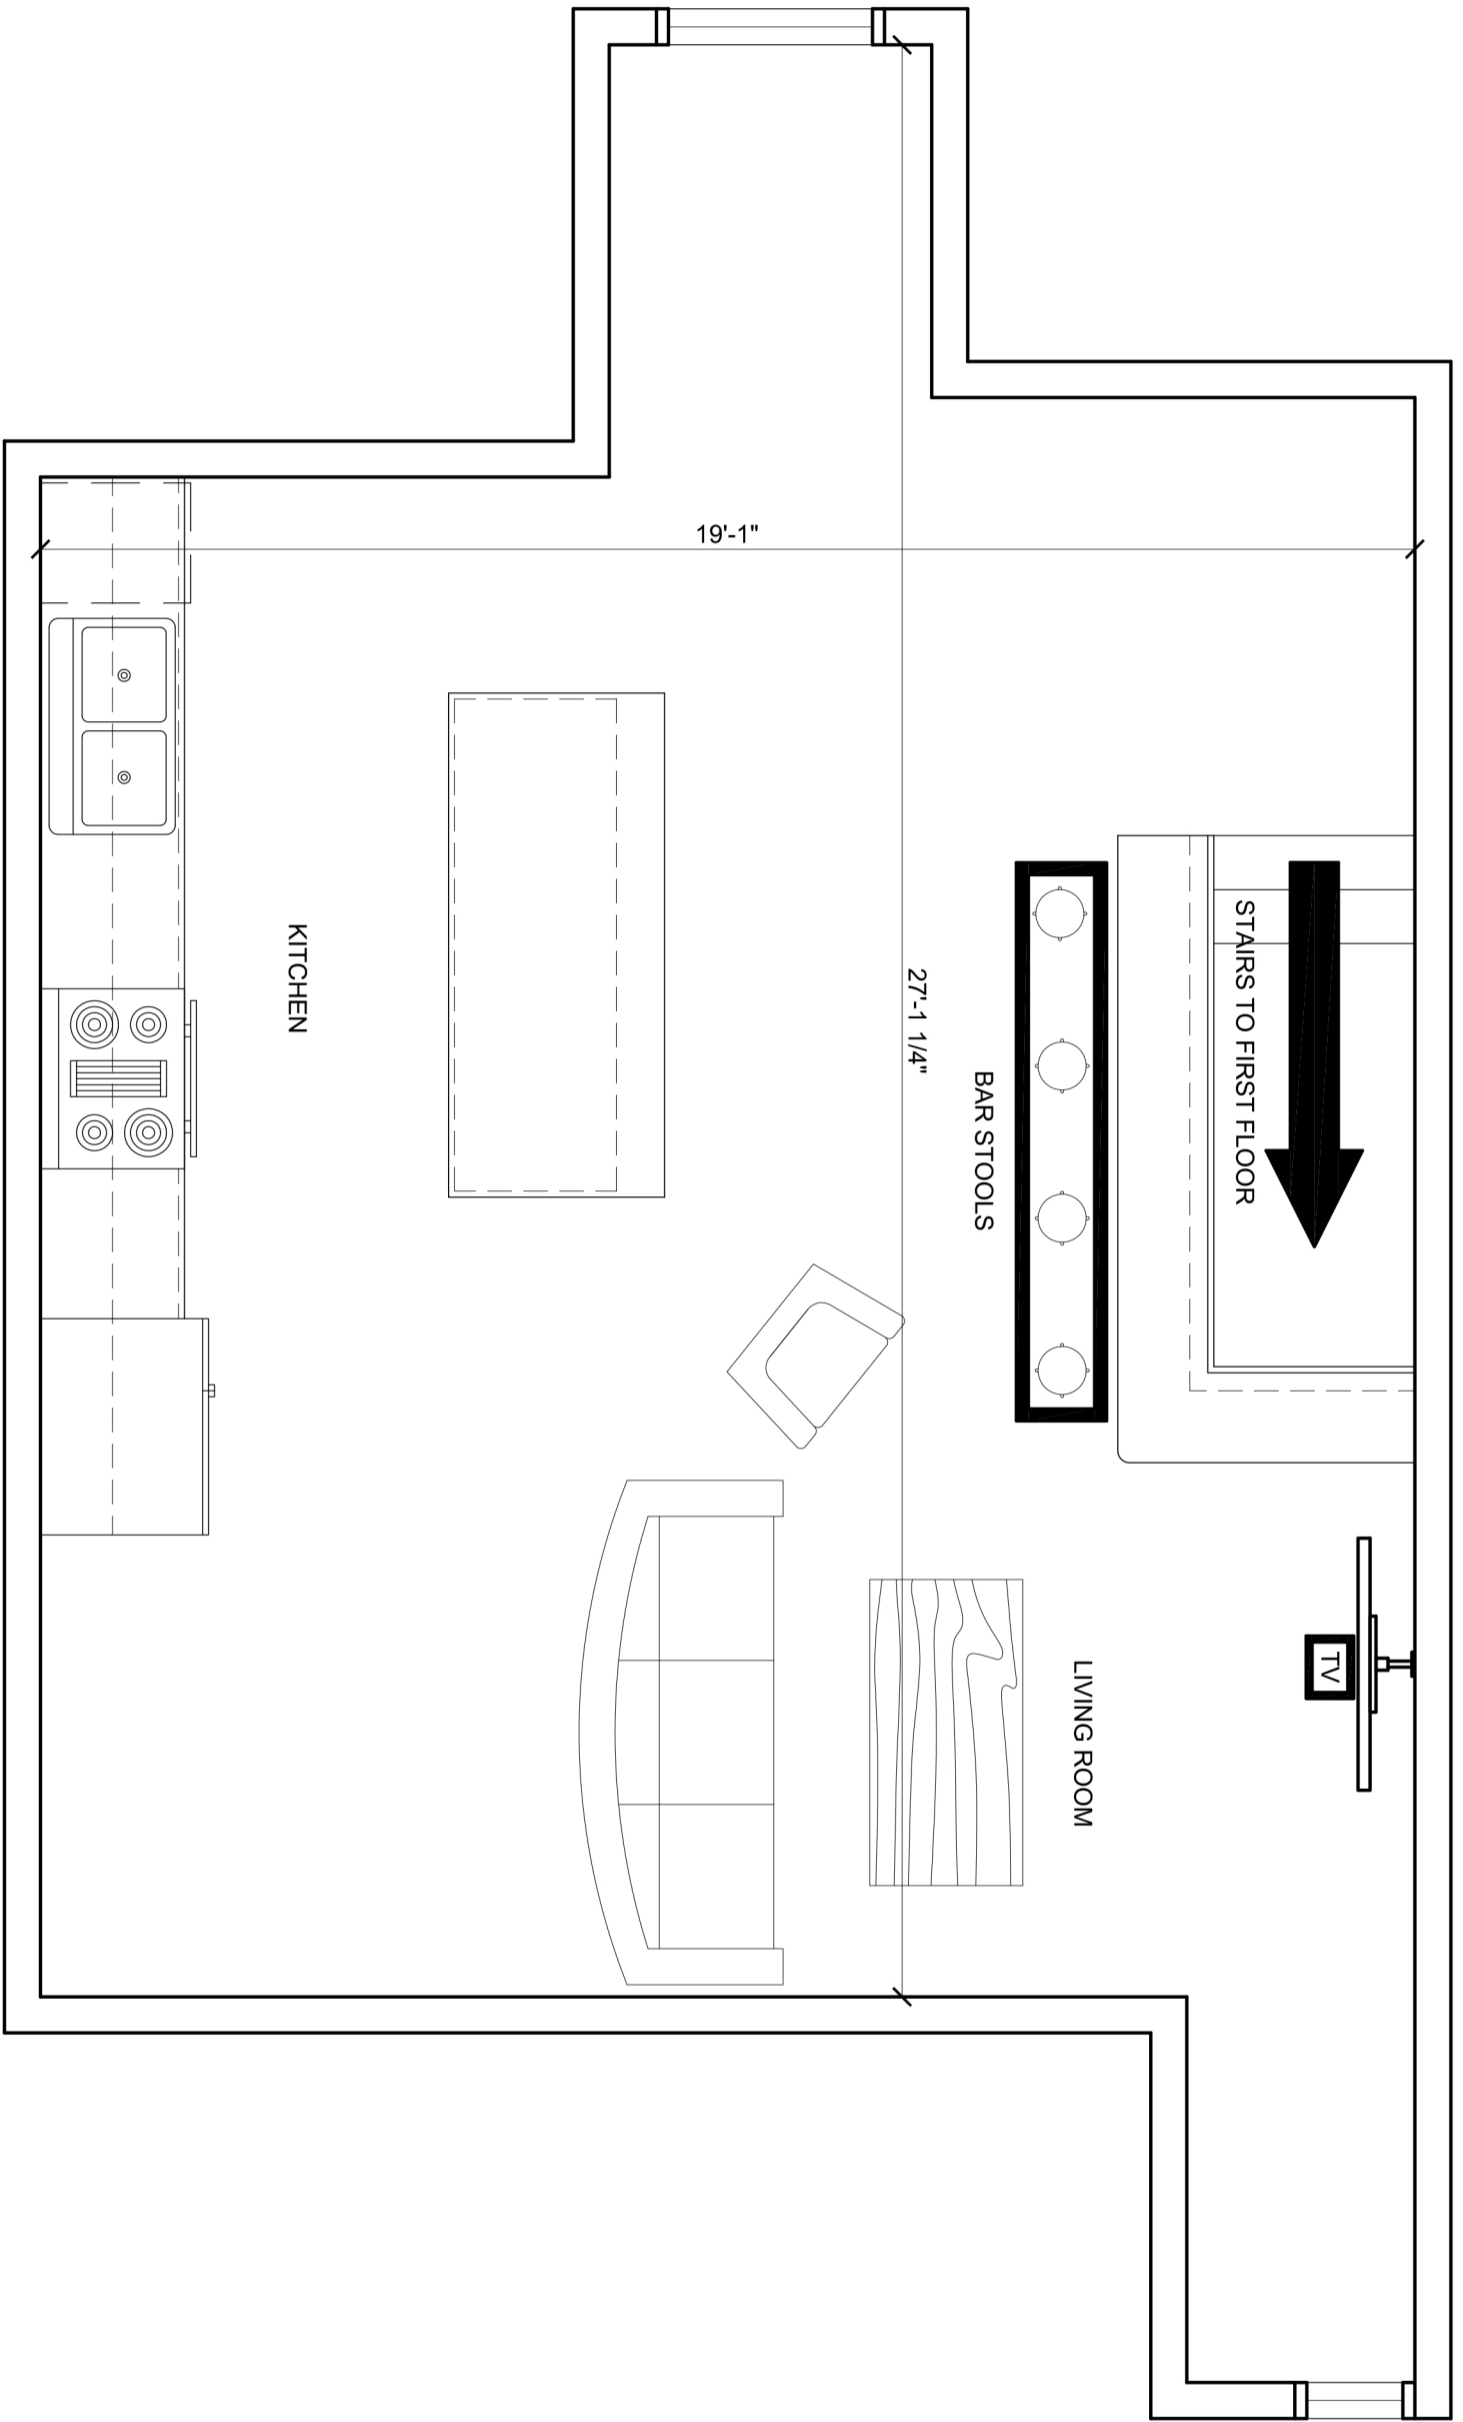 19'-1"
STAIRS TO FIRST FLOOR
27'-1 1/4"
KITCHEN
BAR STOOLS
TV
LIVING ROOM